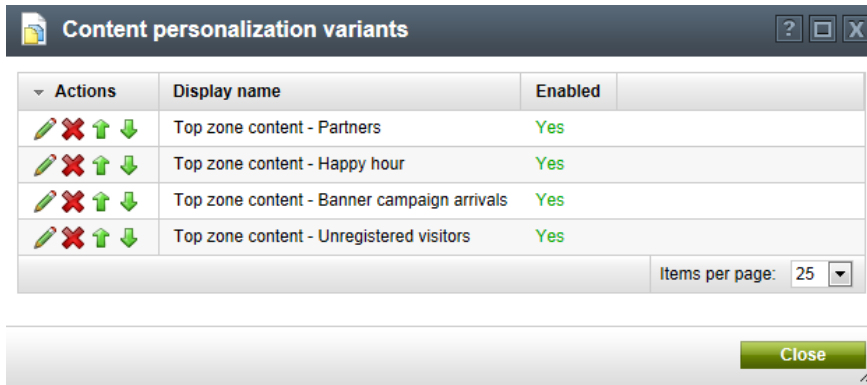 Content personalization variants ?
Actions Display name Enabled
Top zone content - Partners Yes
Top zone content - Happy hour Yes
Top zone content - Banner campaign arrivals Yes
Top zone content - Unregistered visitors Yes
Items per page: 25
Close